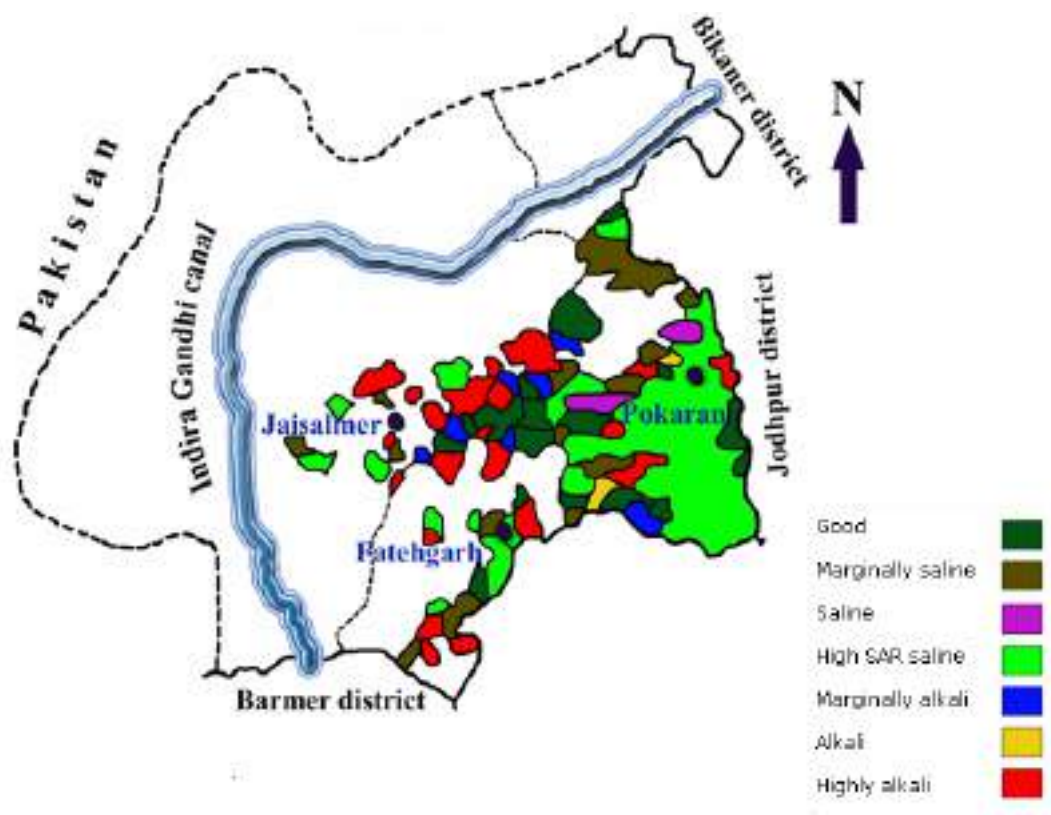 Bikaner district
N
Pakistan
Indira Gandhi canal
Jodhpur district
Jaisalmer
Pokaran
Fatehgarh
Barmer district
Good
Marginally saline
Saline
High SAR saline
Marginally alkali
Alkali
Highly alkali